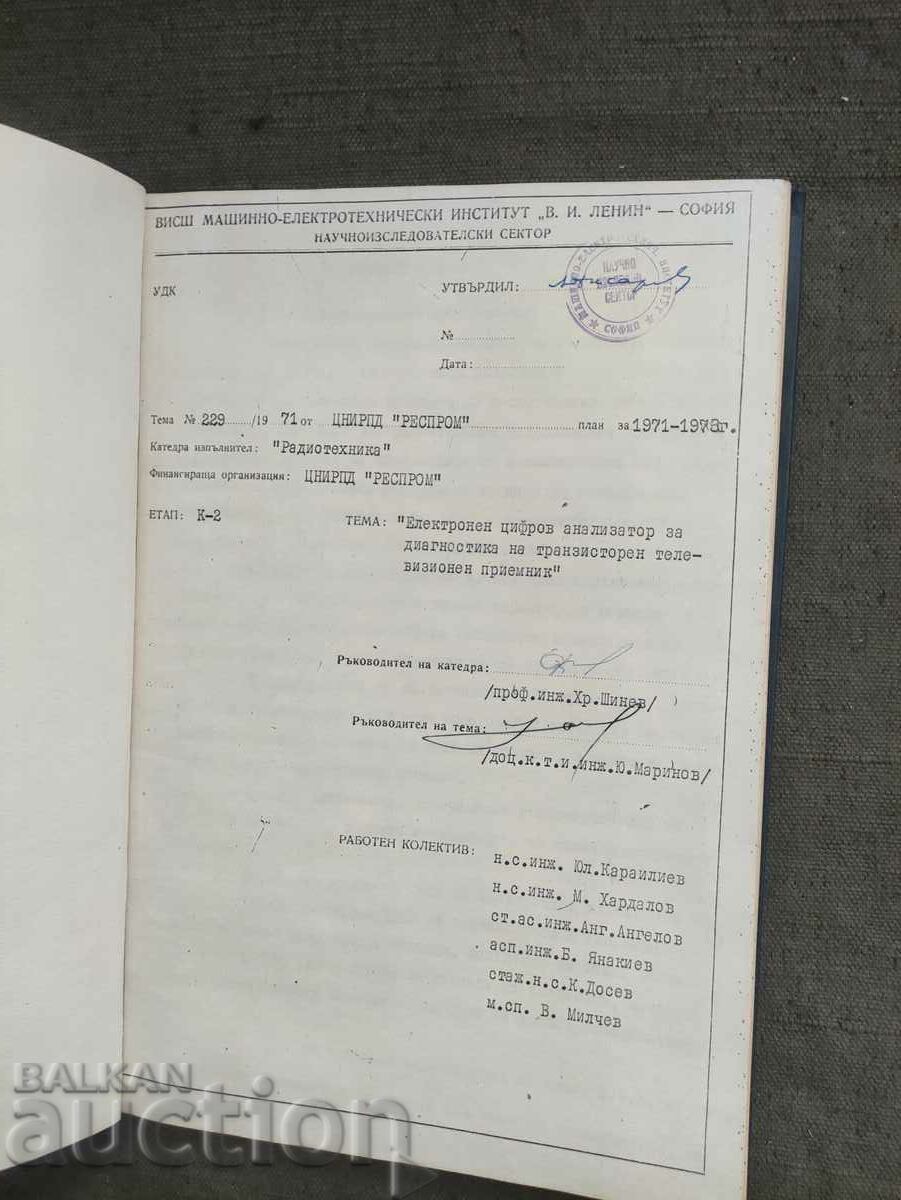 ВИСШ МАШИННО-ЕЛЕКТРОТЕХНИЧЕСКИ ИНСТИТУТ „В. И. ЛЕНИН“ — СОФИЯ
НАУЧНОИЗСЛЕДОВАТЕЛСКИ СЕКТОР
УДК
УТВЪРДИЛ:
НАУЧНО
СЕКТОР
СОФИЯ
№
Дата:
Тема № 229 /19 71 от ЦНИРПД "РЕСПРОМ" план за 1971-1973г.
Катедра изпълнител: "Радиотехника"
Финансираща организация: ЦНИРПД "РЕСПРОМ"
ЕТАП: К-2
ТЕМА: "Електронен цифров анализатор за
диагностика на транзисторен теле-
визионен приемник"
Ръководител на катедра:
/проф.инж.Хр.Шинев/
Ръководител на тема:
/доц.к.т.н.инж.Ю.Маринов/
РАБОТЕН КОЛЕКТИВ:
н.с.инж. Юл.Караилиев
н.с.инж. М. Хардалов
ст.ас.инж.Анг.Ангелов
асп.инж.Б. Янакиев
стаж.н.с.К.Досев
м.сп. В. Милчев
BALKAN
auction